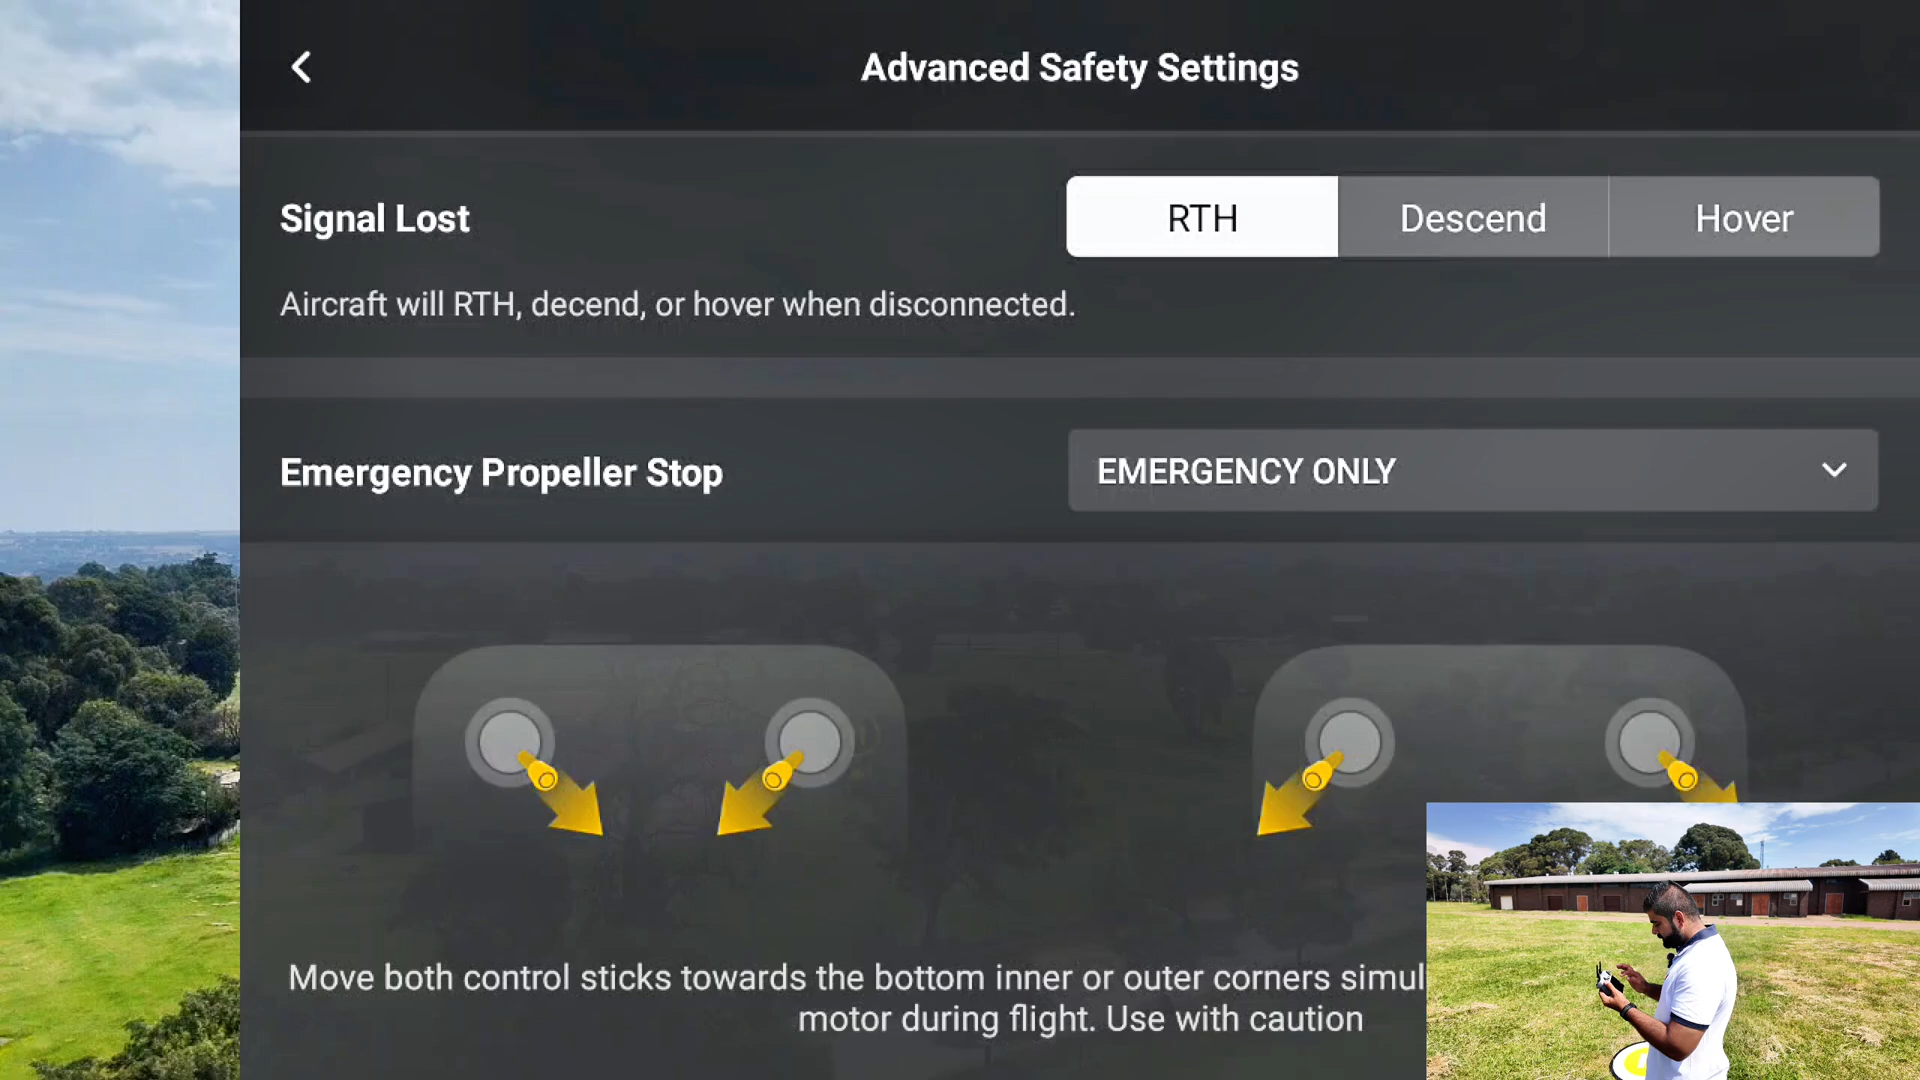 Advanced Safety Settings
Signal Lost
RTH
Descend
Hover
Aircraft will RTH, decend, or hover when disconnected.
Emergency Propeller Stop
EMERGENCY ONLY
Move both control sticks towards the bottom inner or outer corners simul
motor during flight. Use with caution